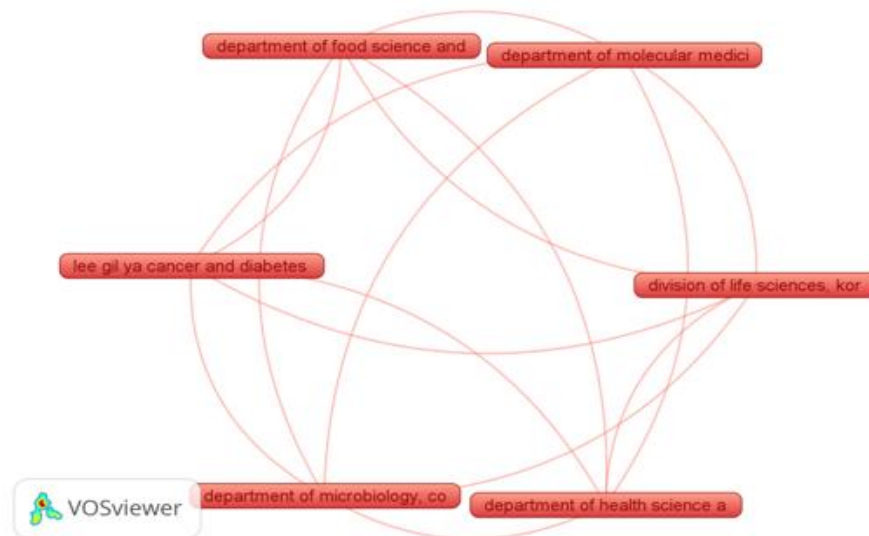 department of food science and
department of molecular medici
lee gil ya cancer and diabetes
division of life sciences, kor
department of microbiology, co
department of health science a
VOSviewer